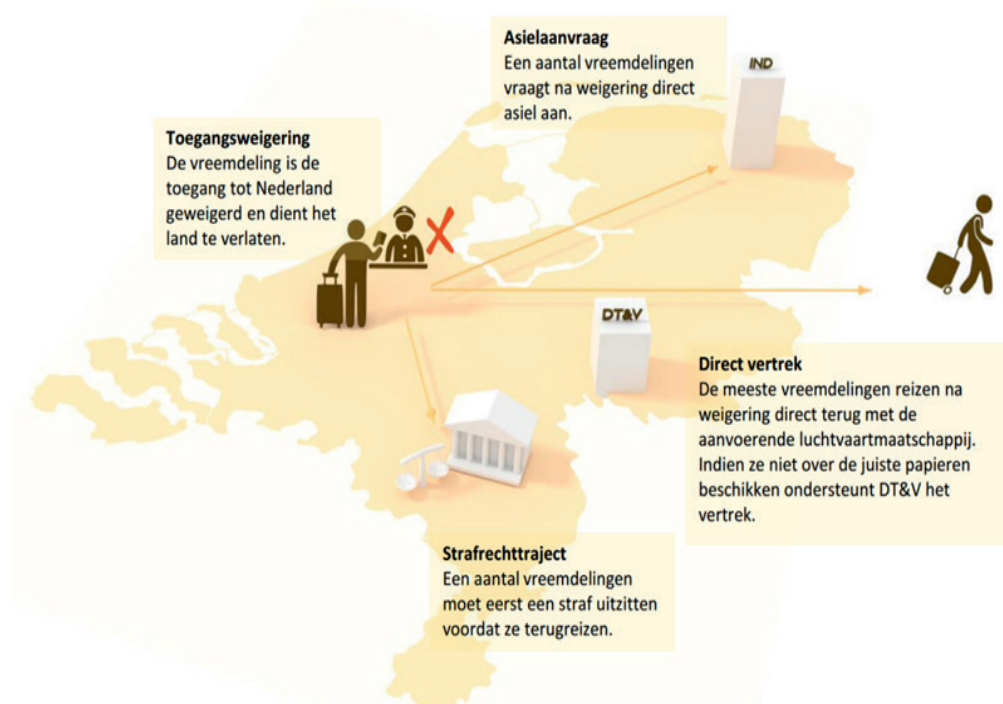 Asielaanvraag
Een aantal vreemdelingen
vraagt na weigering direct
asiel aan.
IND
Toegangsweigering
De vreemdeling is de
toegang tot Nederland
geweigerd en dient het
land te verlaten.
DT&V
Direct vertrek
De meeste vreemdelingen reizen na
weigering direct terug met de
aanvoerende luchtvaartmaatschappij.
Indien ze niet over de juiste papieren
beschikken ondersteunt DT&V het
vertrek.
Strafrechttraject
Een aantal vreemdelingen
moet eerst een straf uitzitten
voordat ze terugreizen.